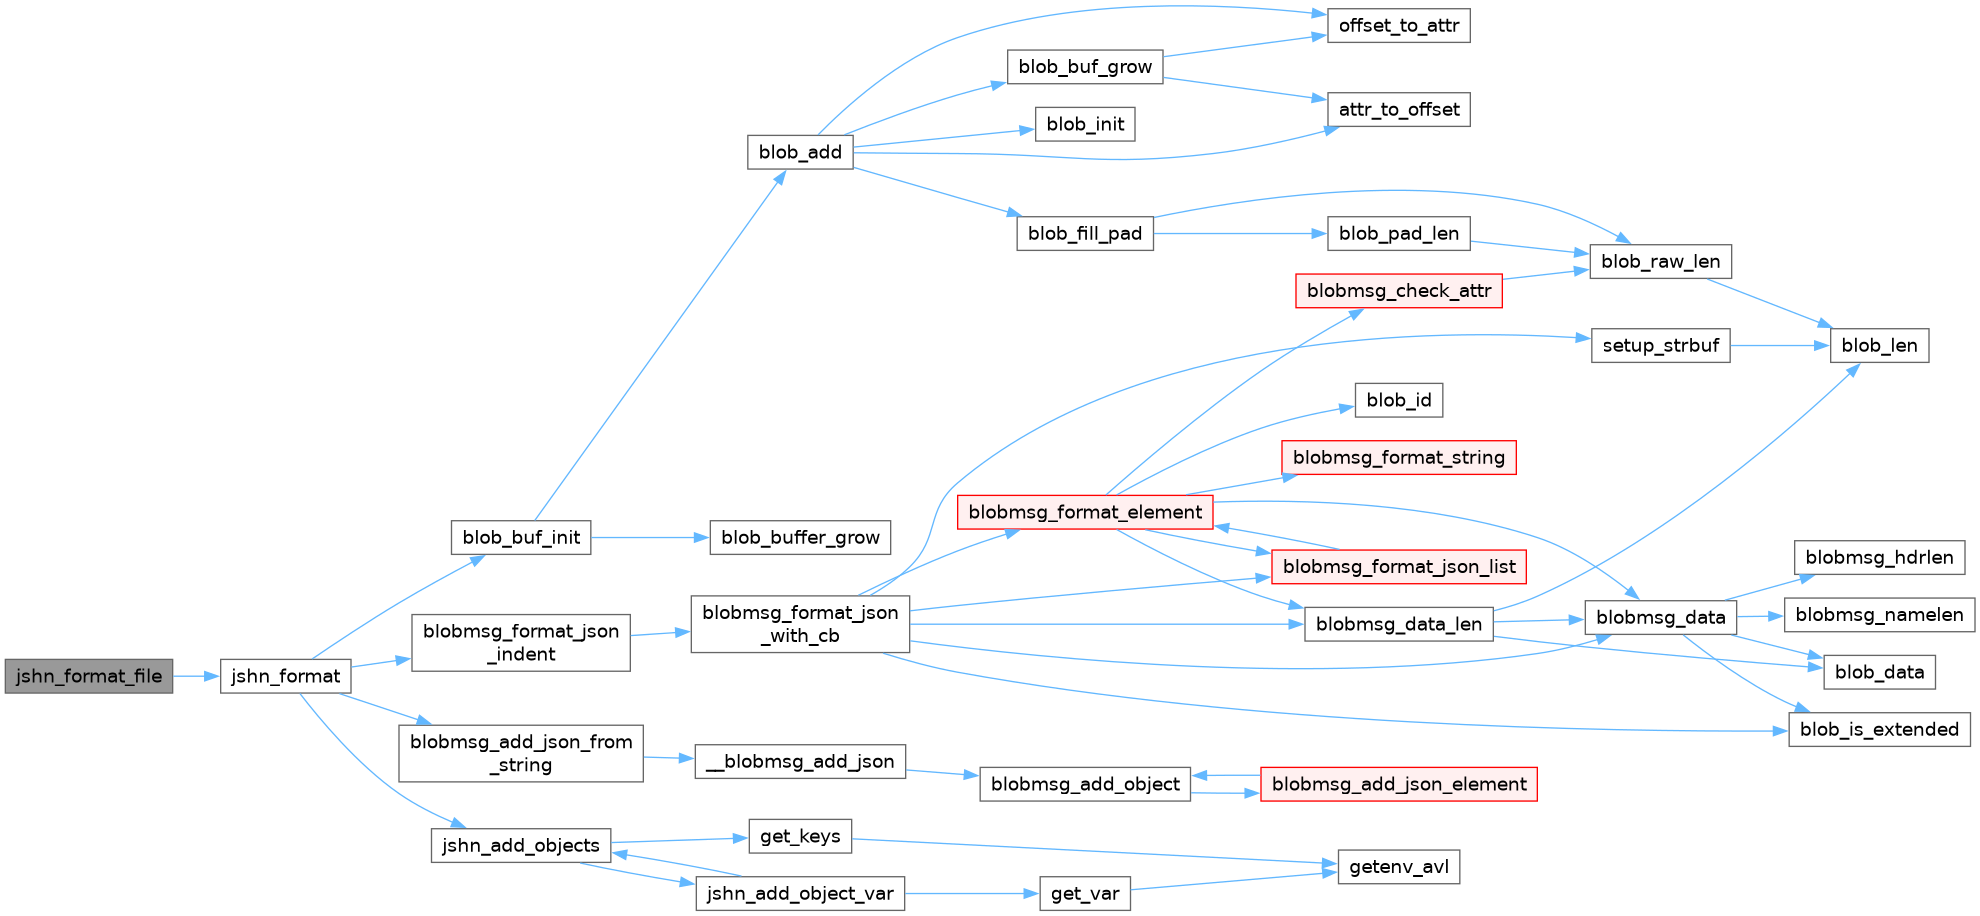 offset_to_attr
blob_buf_grow
attr_to_offset
blob_init
blob_add
blob_fill_pad
blob_pad_len
blob_raw_len
blobmsg_check_attr
setup_strbuf
blob_len
blob_id
blobmsg_format_string
blobmsg_format_element
blob_buf_init
blob_buffer_grow
blobmsg_format_json_list
blobmsg_hdrlen
blobmsg_format_json
_with_cb
blobmsg_data_len
blobmsg_data
blobmsg_namelen
blobmsg_format_json
_indent
jshn_format_file
jshn_format
blob_data
blob_is_extended
blobmsg_add_json_from
_string
__blobmsg_add_json
blobmsg_add_object
blobmsg_add_json_element
jshn_add_objects
get_keys
getenv_avl
jshn_add_object_var
get_var